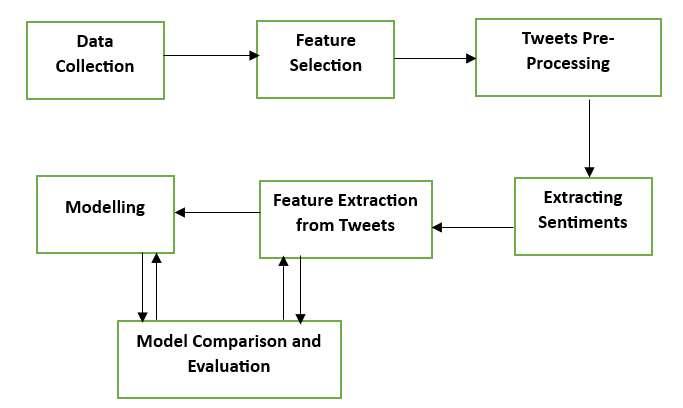 Data
Collection
Feature
Selection
Tweets Pre-
Processing
Extracting
Sentiments
Feature Extraction
from Tweets
Modelling
Model Comparison and
Evaluation